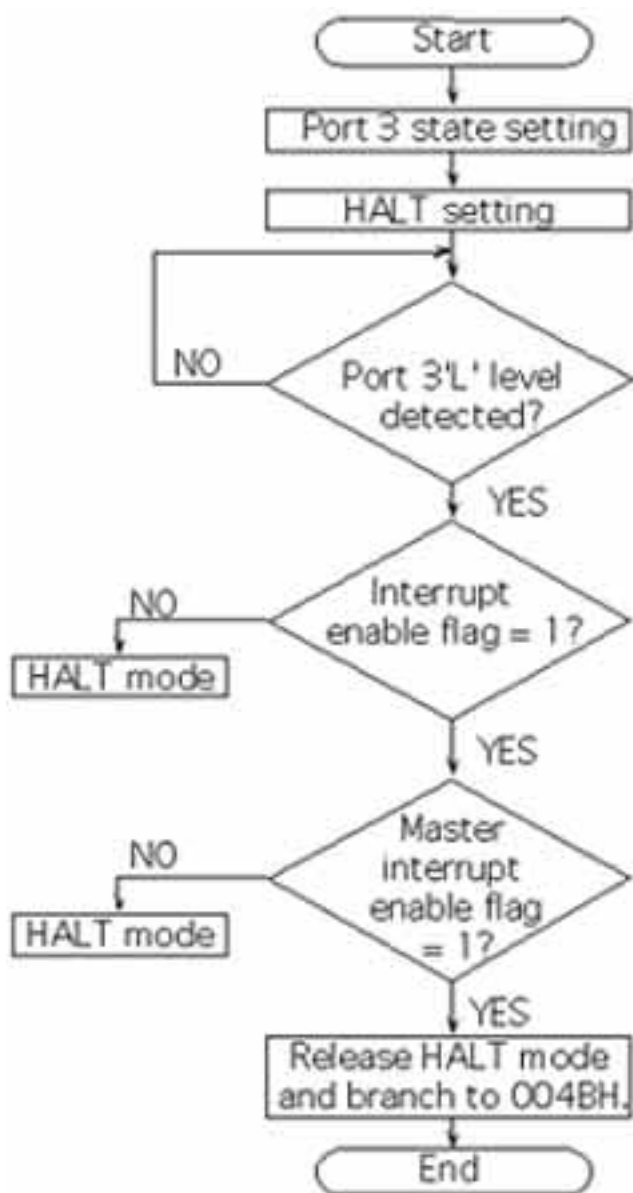 Start
Port 3 state setting
HALT setting
NO
Port 3'L' level
detected?
YES
Interrupt
enable flag = 1?
NO
HALT mode
YES
Master
interrupt
enable flag
= 1?
NO
HALT mode
YES
Release HALT mode
and branch to 004BH.
End